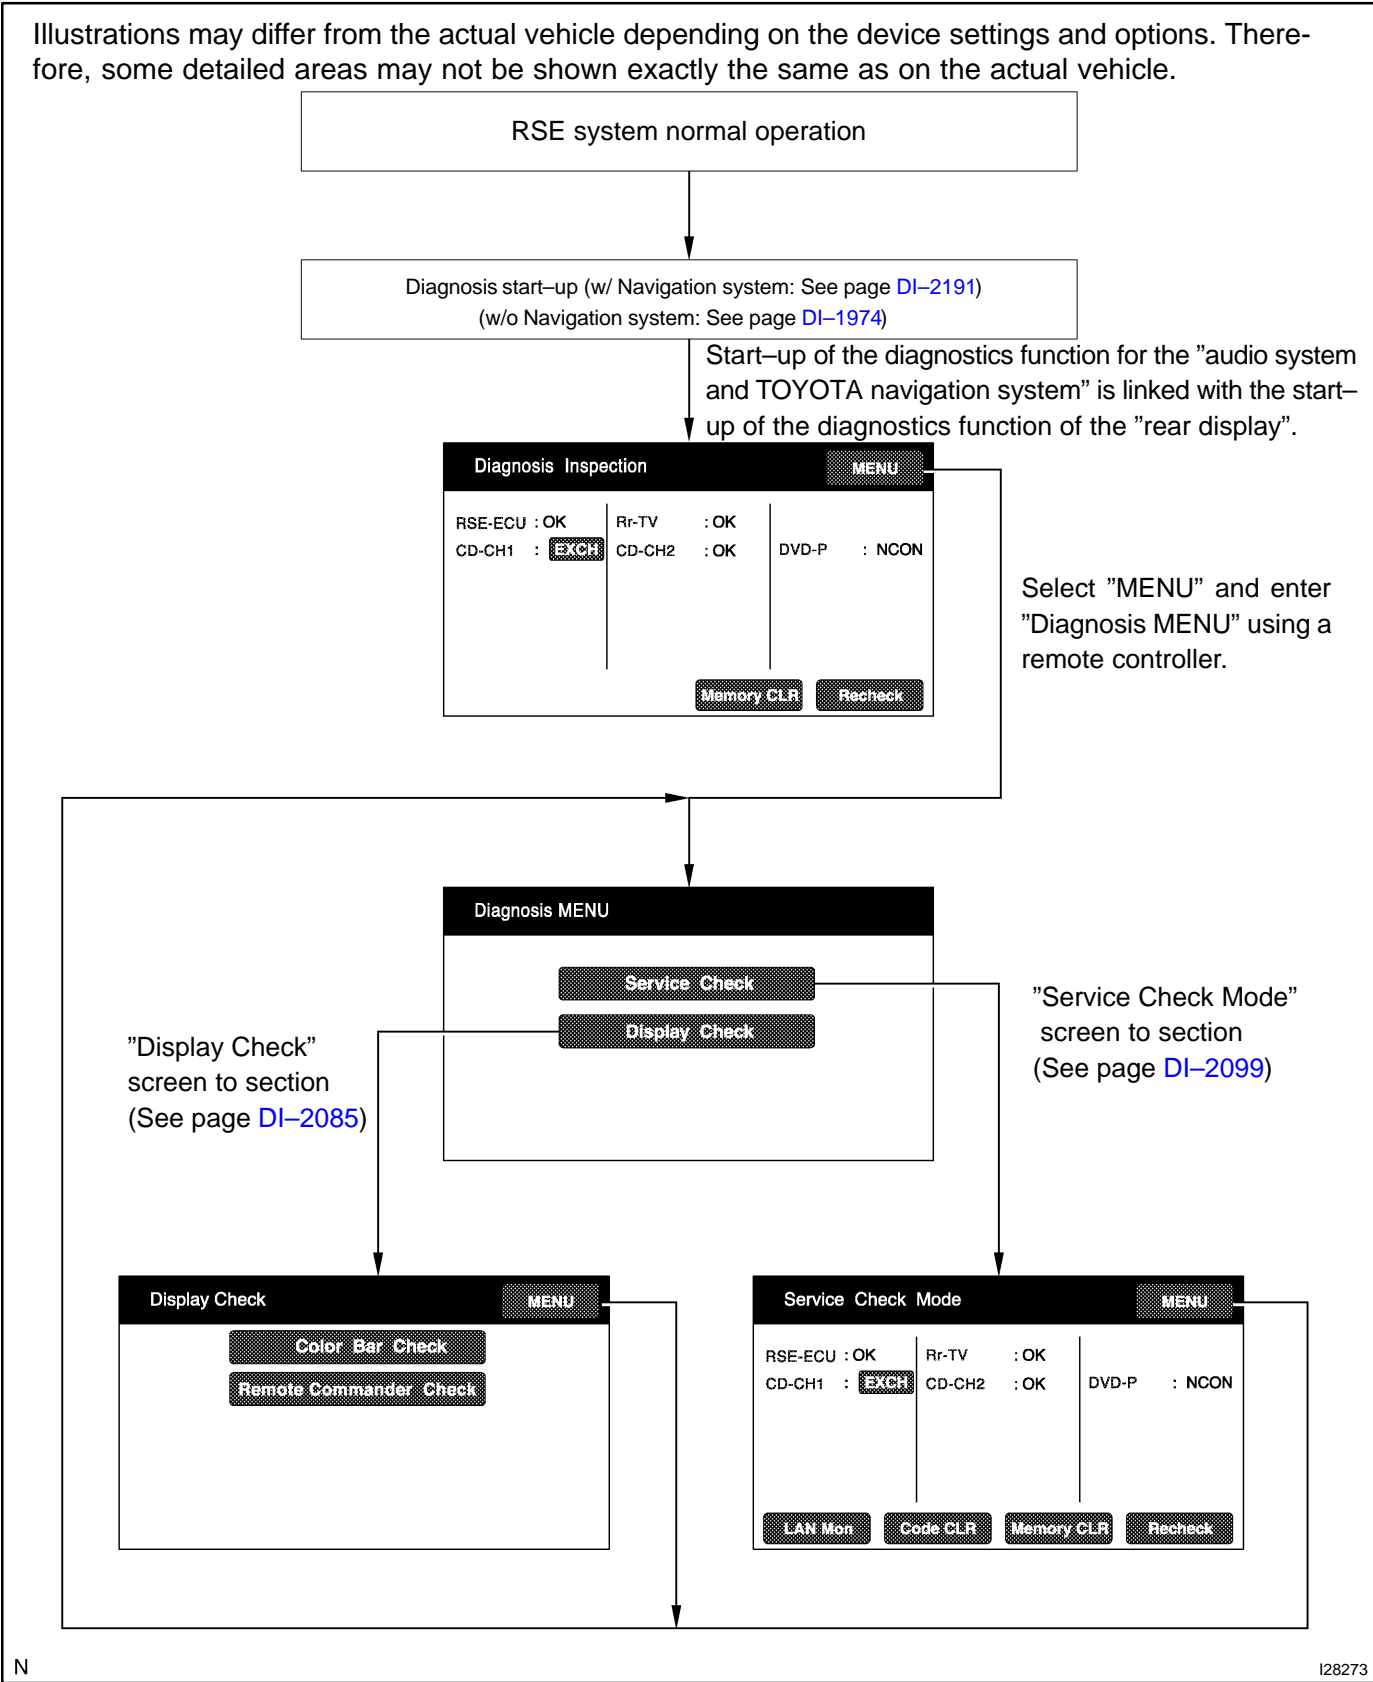 Illustrations may differ from the actual vehicle depending on the device settings and options. There-
fore, some detailed areas may not be shown exactly the same as on the actual vehicle.
RSE system normal operation
Diagnosis start–up (w/ Navigation system: See page DI–2191)
(w/o Navigation system: See page DI–1974)
Start–up of the diagnostics function for the ”audio system
and TOYOTA navigation system” is linked with the start–
up of the diagnostics function of the ”rear display”.
Diagnosis Inspection MENU
RSE-ECU : OK Rr-TV : OK
CD-CH1 : EXCH CD-CH2 : OK DVD-P : NCON
Memory CLR Recheck
Select ”MENU” and enter
”Diagnosis MENU” using a
remote controller.
Diagnosis MENU
Service Check
Display Check
”Display Check”
screen to section
(See page DI–2085)
”Service Check Mode”
screen to section
(See page DI–2099)
Display Check MENU
Color Bar Check
Remote Commander Check
Service Check Mode MENU
RSE-ECU : OK Rr-TV : OK
CD-CH1 : EXCH CD-CH2 : OK DVD-P : NCON
LAN Mon Code CLR Memory CLR Recheck
N
I28273